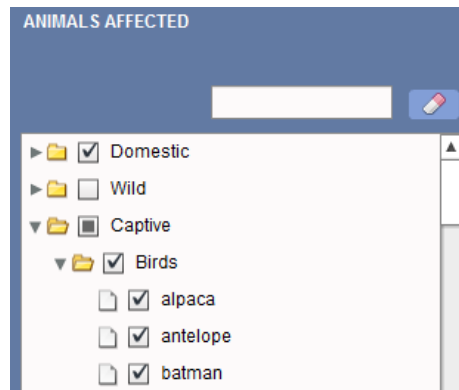 ANIMALS AFFECTED
Domestic
Wild
Captive
Birds
alpaca
antelope
batman